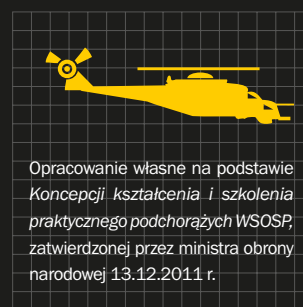 Opracowanie własne na podstawie
Koncepcji kształcenia i szkolenia
praktycznego podchorążych WSOSP,
zatwierdzonej przez ministra obrony
narodowej 13.12.2011 r.